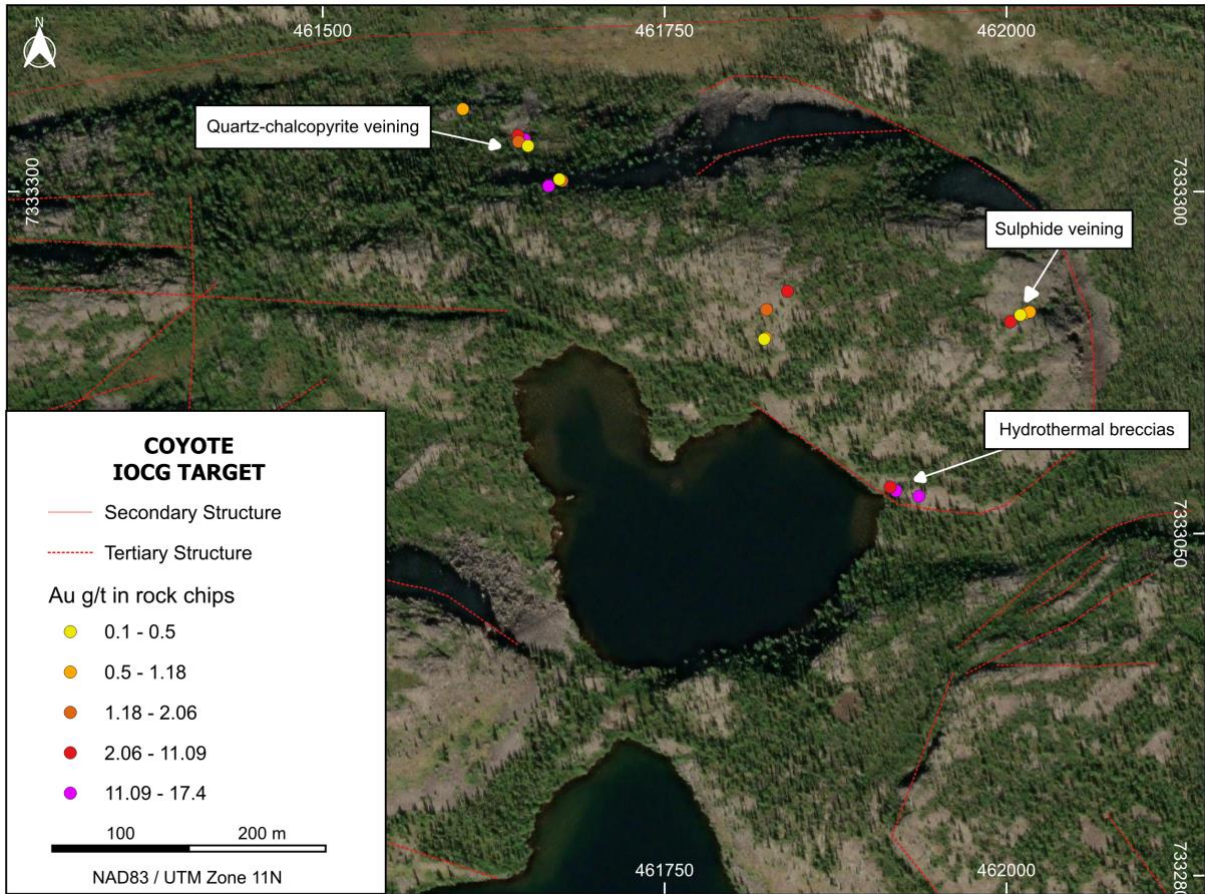 N
461500
461750
462000
Quartz-chalcopyrite veining
7333300
7333300
Sulphide veining
Hydrothermal breccias
7333050
COYOTE
IOCG TARGET
Secondary Structure
Tertiary Structure
Au g/t in rock chips
0.1 - 0.5
0.5 - 1.18
1.18 - 2.06
2.06 - 11.09
11.09 - 17.4
100
200 m
NAD83 / UTM Zone 11N
461750
462000